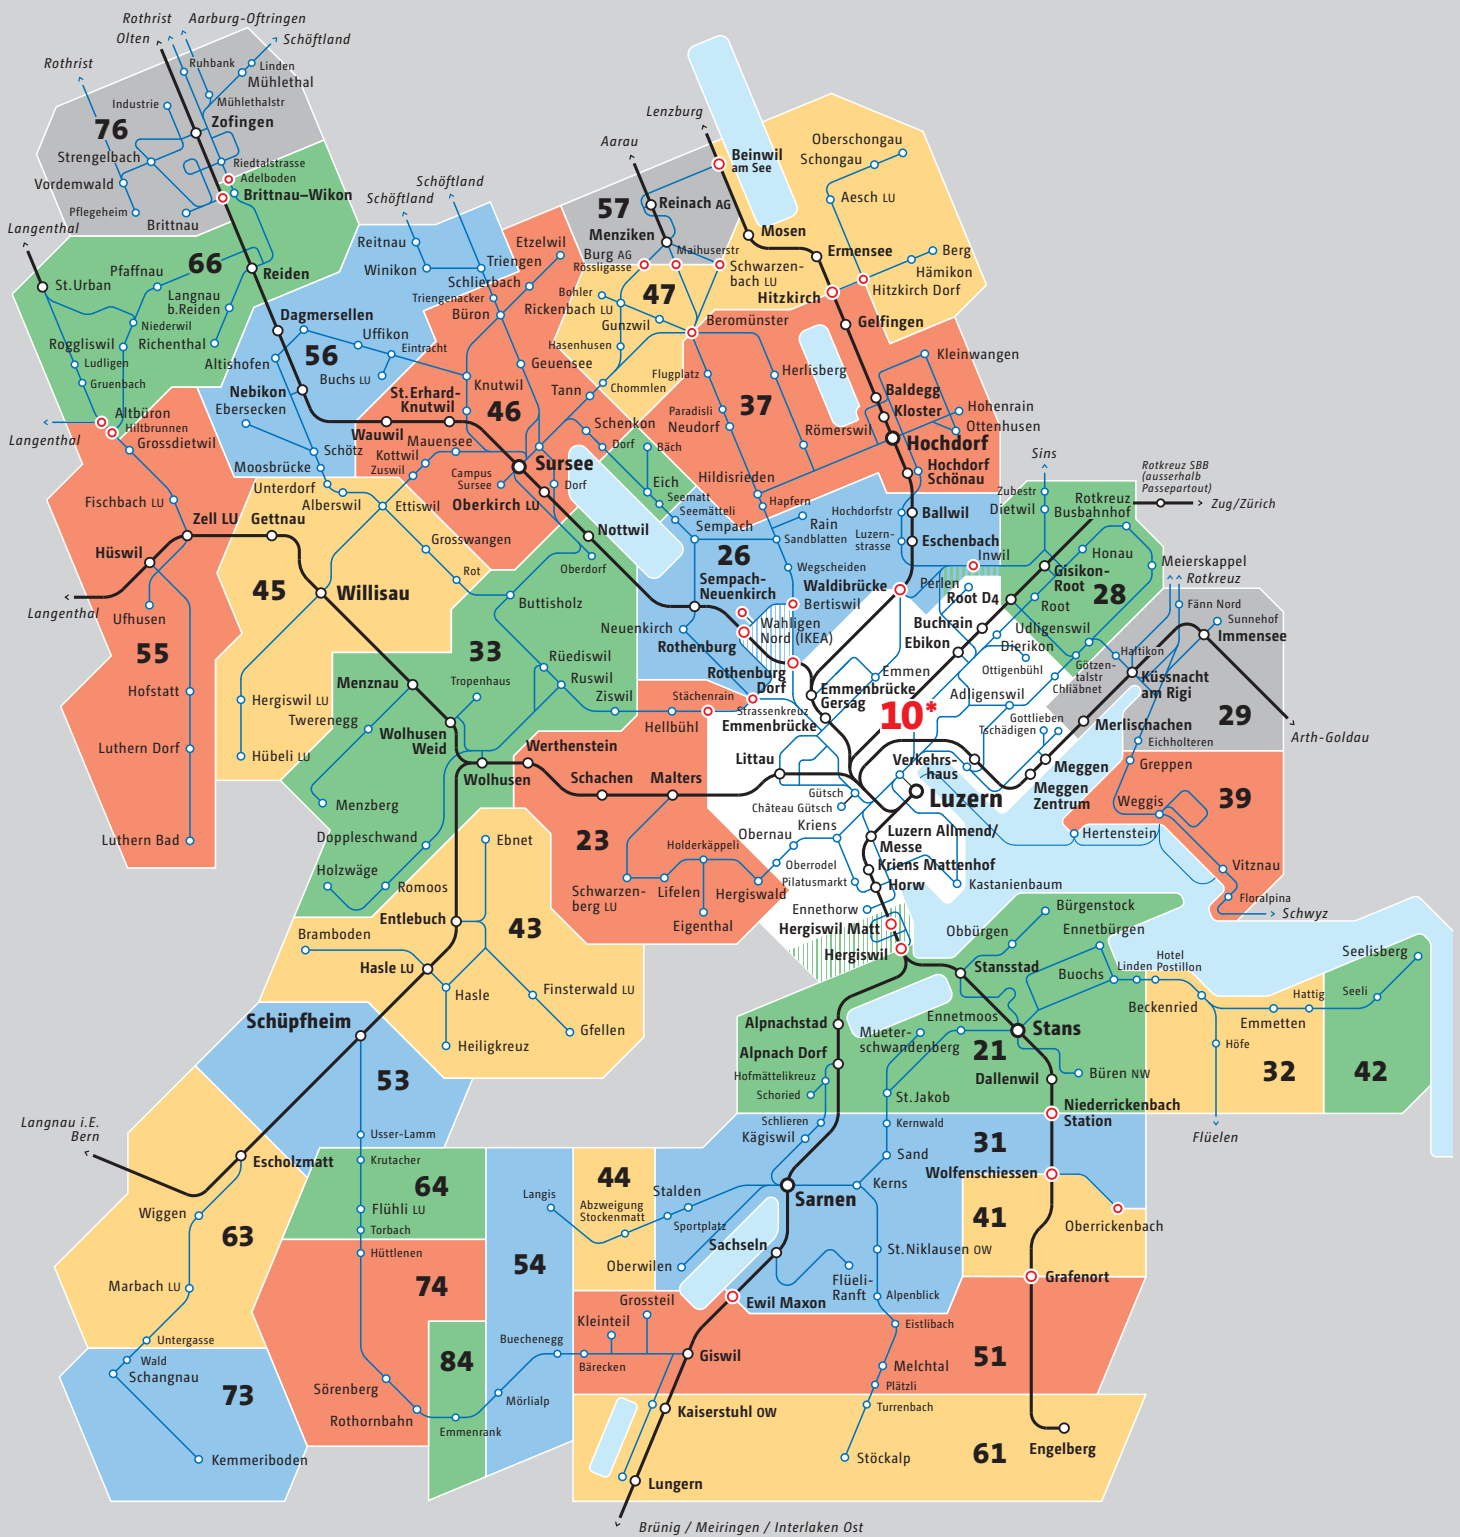 Rothrist
Aarburg-Oftringen
Olten
Schöftland
Rothrist
Ruhbank
Linden
Mühlethal
Industrie
Mühlethalstr
76
Zofingen
Strengelbach
Riedtalstrasse
Adelboden
Vordemwald
Brittnau–Wikon
Pflegeheim
Brittnau
Langenthal
Schöftland
Schöftland
Lenzburg
Aarau
Beinwil
am See
Oberschongau
Schongau
Aesch LU
57
Reinach AG
Menziken
Mosen
Burg AG
Maihuserstr
Rössligasse
Schwarzen-
bach LU
Ermensee
Berg
Hämikon
Hitzkirch Dorf
Hitzkirch
Gelfingen
66
Pfaffnau
Reiden
St.Urban
Langnau
b.Reiden
Niederwil
Richenthal
Roggliswil
Ludligen
Gruenbach
Reitnau
Winikon
Etzelwil
Triengen
Schlierbach
Triengenacker
Büron
Bohler
Rickenbach LU
47
Gunzwil
Beromünster
Hasenhusen
Dagmersellen
Uffikon
56
Eintracht
Altishofen
Buchs LU
Nebikon
Ebersecken
Geuensee
Knutwil
Tann
Chommlen
St.Erhard-
Knutwil
46
Wauwil
Mauensee
Kottwil
Zuswil
Campus
Sursee
Sursee
Dorf
Oberkirch LU
Schenkon
Dorf
Bäch
Eich
Seematt
Seemätteli
Flugplatz
Herlisberg
Paradisli
Neudorf
37
Römerswil
Hildisrieden
Kleinwangen
Baldegg
Kloster
Hohenrain
Ottenhusen
Hochdorf
Hochdorf
Schönau
Altbüron
Hiltbrunnen
Langenthal
Grossdietwil
Schötz
Moosbrücke
Unterdorf
Alberswil
Ettiswil
Fischbach LU
Zell LU
Gettnau
Hüswil
Grosswangen
Rot
Langenthal
Ufhusen
45
Willisau
55
Hofstatt
Luthern Dorf
Luthern Bad
Hergiswil LU
Hübeli LU
Nottwil
Oberdorf
Buttisholz
33
Rüediswil
Ruswil
Ziswil
Tropenhaus
Menznau
Twerenegg
Wolhusen
Weid
Wolhusen
Menzberg
Doppleschwand
Holzwäge
Romoos
Sempach
Hapfern
Rain
Sandblatten
26
Wegscheiden
Sempach-
Neuenkirch
Bertiswil
Wahligen
Nord (IKEA)
Neuenkirch
Rothenburg
Rothenburg
Dorf
Hochdorfstr
Ballwil
Luzern-
strasse
Eschenbach
Inwil
Waldibrücke
Perlen
Root D4
Buchrain
Ebikon
Sins
Zubestr
Dietwil
Rotkreuz
Busbahnhof
Rotkreuz SBB
(ausserhalb
Passepartout)
Zug/Zürich
Honau
Meierskappel
Rotkreuz
Gisikon-
Root
28
Root
Udligenswil
Dierikon
Ottigenbühl
Götzen-
talstr
Chliäbnet
Haltikon
Fänn Nord
Sunnehof
Immensee
Küssnacht
am Rigi
29
Arth-Goldau
Merlischachen
Eichholteren
Emmen
Emmenbrücke
Gersag
Strassenkreuz
Emmenbrücke
10*
Adligenswil
Gottlieben
Tschädigen
Verkehrs-
haus
Meggen
Meggen
Zentrum
Littau
Luzern
Gütsch
Château Gütsch
Kriens
Obernau
Oberrodel
Pilatusmarkt
Luzern Allmend/
Messe
Kriens Mattenhof
Horw
Kastanienbaum
Ennethorw
Hergiswil Matt
Hergiswil
Stächenrain
Hellbühl
Werthenstein
Schachen
Malters
23
Holderkäppeli
Schwarzen-
berg LU
Lifelen
Hergiswald
Eigenthal
Greppen
Weggis
39
Hertenstein
Vitznau
Floralpina
Schwyz
Ebnet
Entlebuch
43
Bramboden
Hasle LU
Hasle
Finsterwald LU
Gfellen
Heiligkreuz
Schüpfheim
53
Usser-Lamm
Langnau i.E.
Bern
Escholzmatt
Krutacher
64
Flühli LU
Torbach
Wiggen
63
Hüttlenen
Marbach LU
74
Untergasse
Wald
Schangnau
73
Kemmeriboden
Sörenberg
Rothornbahn
84
Emmenrank
Mörlialp
54
Buechenegg
Langis
44
Abzweigung
Stockenmatt
Stalden
Sportplatz
Oberwilen
Bürgenstock
Obbürgen
Ennetbürgen
Stansstad
Buochs
Linden
Hotel
Postillon
Beckenried
Seelisberg
Seeli
Hattig
Emmetten
Höfe
32
42
Flüelen
Alpnachstad
Mueter-
schwandenberg
Ennetmoos
Stans
21
Alpnach Dorf
Hofmättelikreuz
Schoried
Dallenwil
Büren NW
St.Jakob
Niederrickenbach
Station
Schlieren
Kägiswil
Kernwald
31
Sand
Wolfenschiessen
Kerns
Sarnen
41
Oberrickenbach
Sachseln
St.Niklausen OW
Flüeli-
Ranft
Alpenblick
Grafenort
Ewil Maxon
Grossteil
Kleinteil
Bärecken
Giswil
Eistlibach
51
Melchtal
Plätzli
Turrenbach
Kaiserstuhl OW
Stöckalp
61
Engelberg
Lungern
Brünig / Meiringen / Interlaken Ost